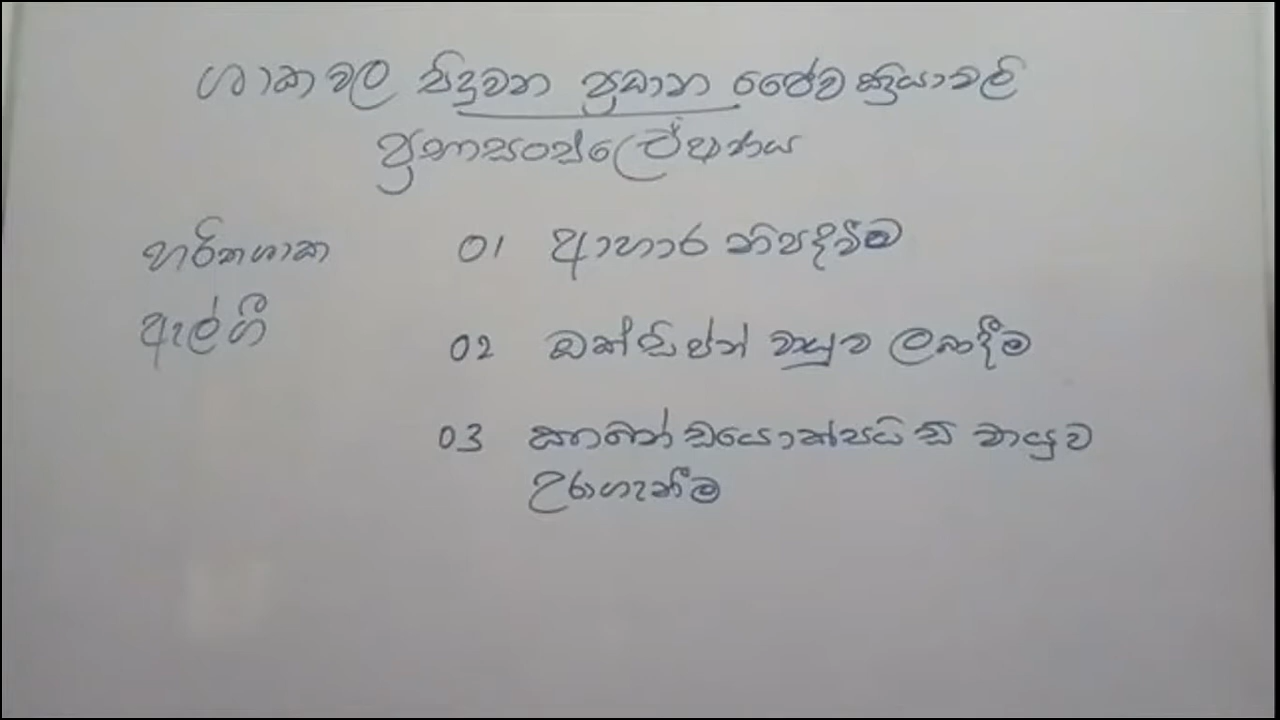 ශාක වල සිදුවන ප්‍රධාන ජෛව ක්‍රියාවලි
ප්‍රභාසංස්ලේෂණය
හරිතශාක
ඇල්ගී
01 ආහාර නිපදවීම
02 ඔක්සිජන් වායුව ලබාදීම
03 කාබන් ඩයොක්සයිඩ් වායුව
උරාගැනීම